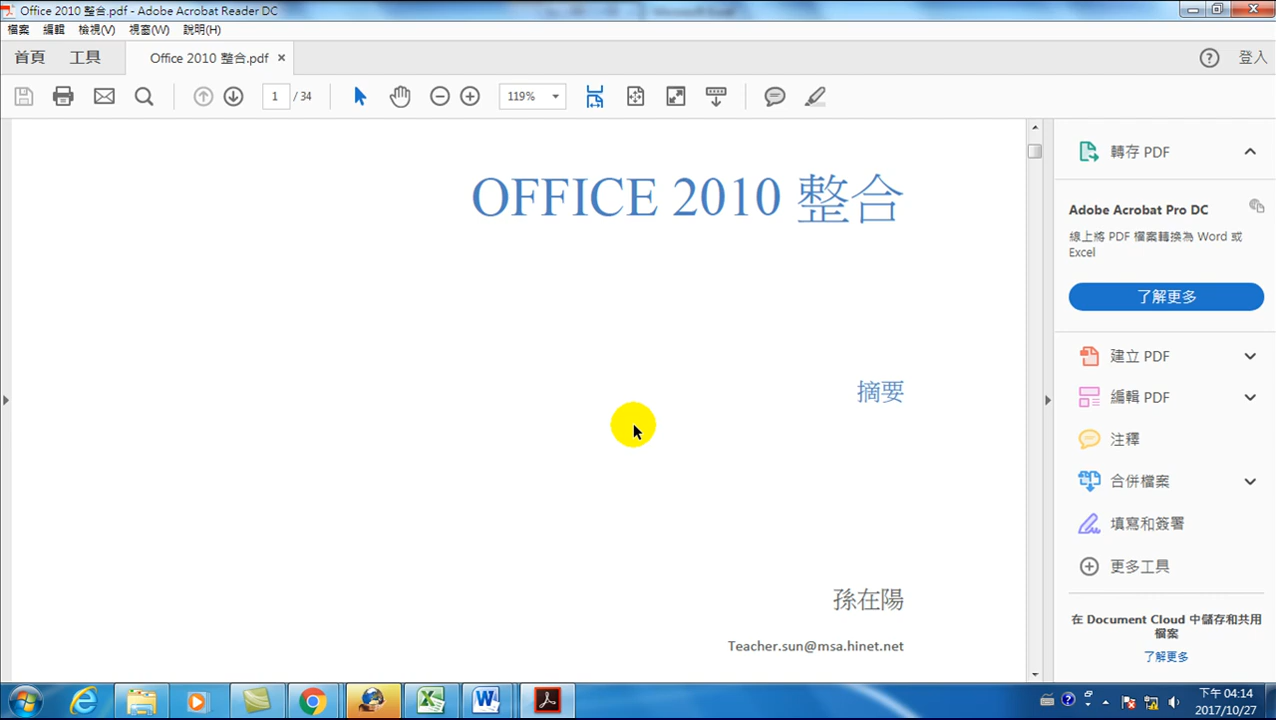 Office 2010 整合.pdf - Adobe Acrobat Reader DC
檔案 編輯 檢視(V) 視窗(W) 說明(H)
首頁 工具 Office 2010 整合.pdf × 登入
1 / 34 119%
OFFICE 2010 整合
摘要
孫在陽
Teacher.sun@msa.hinet.net
轉存 PDF
Adobe Acrobat Pro DC
線上將 PDF 檔案轉換為 Word 或
Excel
了解更多
建立 PDF
編輯 PDF
注釋
合併檔案
填寫和簽署
更多工具
在 Document Cloud 中儲存和共用
檔案
了解更多
下午 04:14
2017/10/27